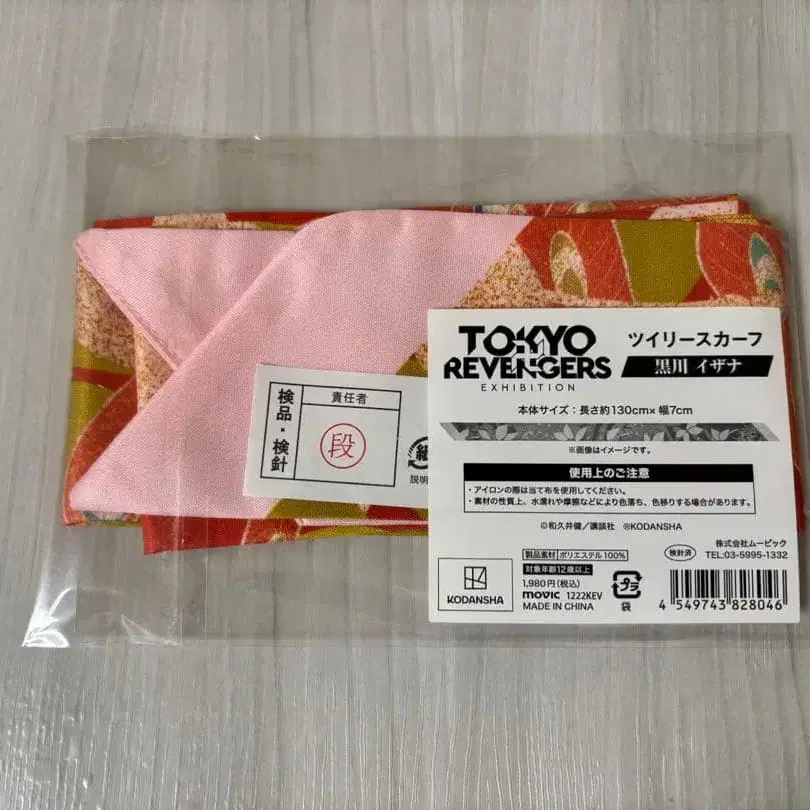 TOKYO
REVENGERS
EXHIBITION
ツイリースカーフ
黒川 イザナ
本体サイズ：長さ約130cm× 幅7cm
※画像はイメージです。
使用上のご注意
・アイロンの際は当て布を使用してください。
・素材の性質上、水濡れや摩擦などにより色落ち、色移りする場合があります。
©和久井健／講談社 ®KODANSHA
株式会社ムービック
TEL:03-5995-1332
検針済
製品素材 ポリエステル100%
対象年齢12歳以上
1,980円(税込)
movic 1222KEV
MADE IN CHINA
KODANSHA
プラ
袋
4 549743 828046
検品・検針
責任者
段
紙
説明